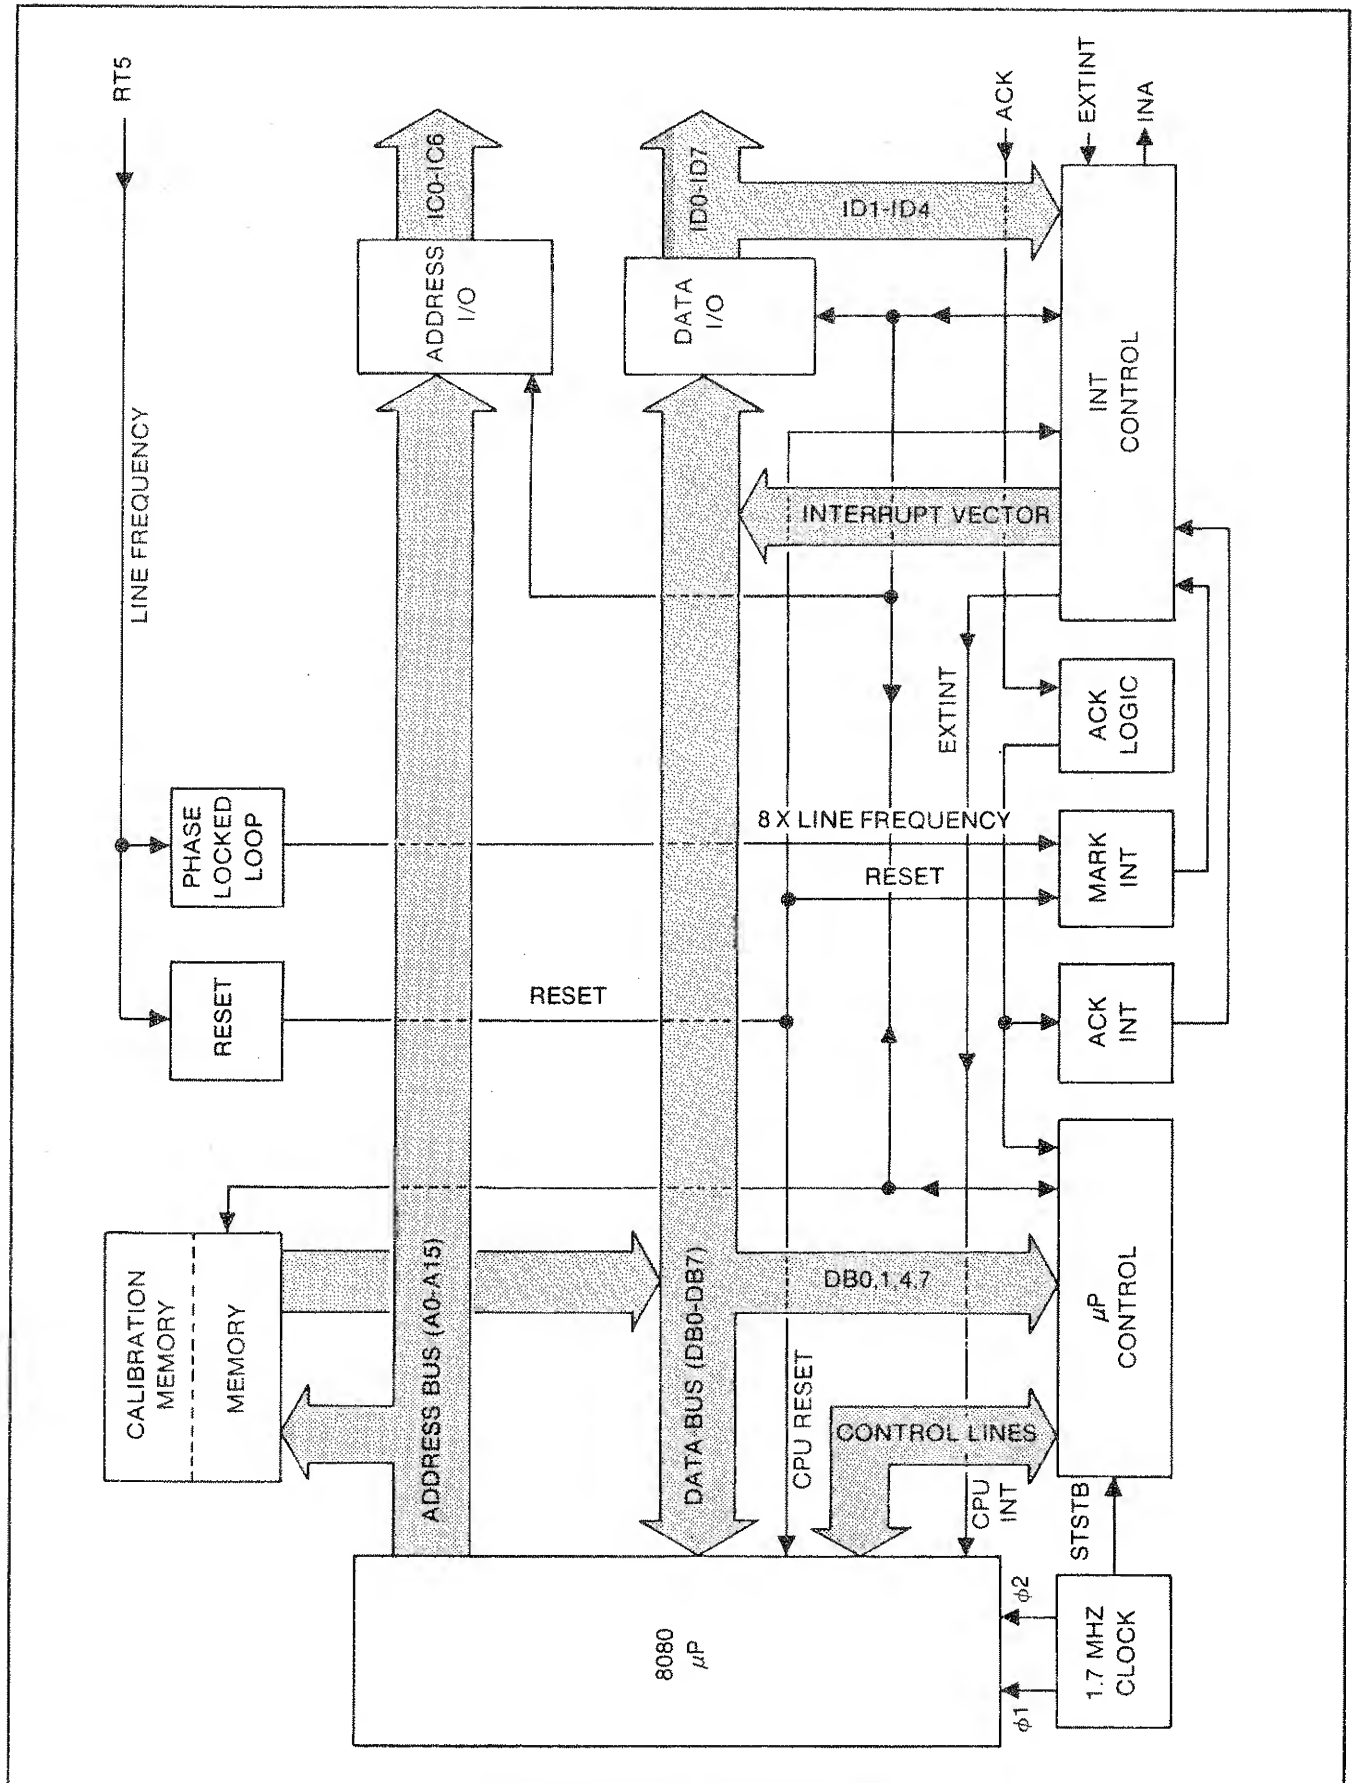 RT5
LINE FREQUENCY
PHASE
LOCKED
LOOP
RESET
CALIBRATION
MEMORY
MEMORY
IC0-IC6
ADDRESS
I/O
ADDRESS BUS (A0-A15)
RESET
ID0-ID7
ID1-ID4
DATA
I/O
INTERRUPT VECTOR
DATA BUS (DB0-DB7)
DB0,1,4,7
8 X LINE FREQUENCY
RESET
EXTINT
CPU RESET
CONTROL LINES
CPU
INT
ACK
EXTINT
INA
INT
CONTROL
ACK
LOGIC
MARK
INT
ACK
INT
µP
CONTROL
STSTB
8080
µP
ϕ1
ϕ2
1.7 MHZ
CLOCK